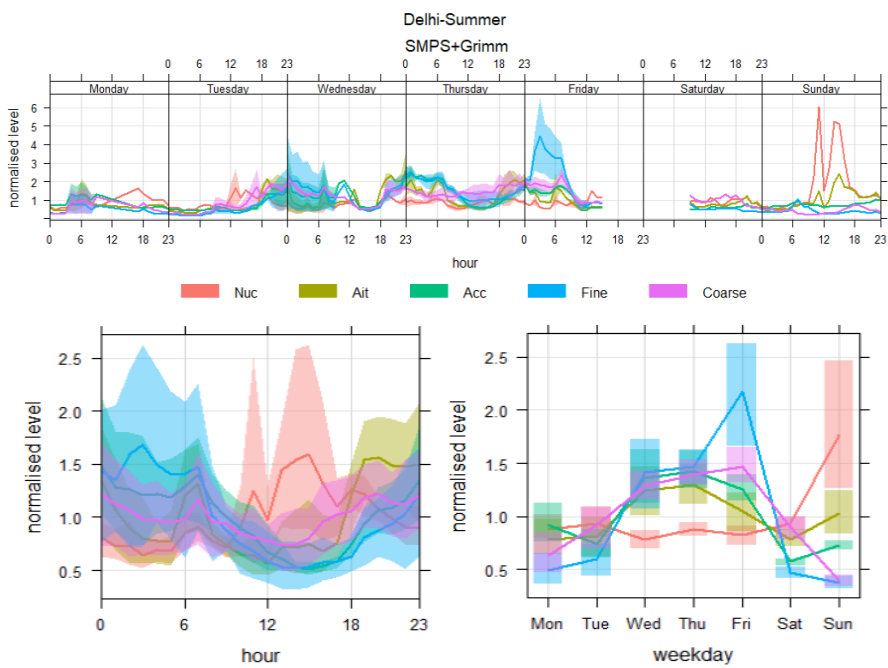 Delhi-Summer
SMPS+Grimm
0 6 12 18 23 0 6 12 18 23 0 6 12 18 23
Monday Tuesday Wednesday Thursday Friday Saturday Sunday
normalised level
6
5
4
3
2
1
0 6 12 18 0 6 12 18 23 0 6 12 18 23 0 6 12 18 23
hour
Nuc Ait Acc Fine Coarse
normalised level
2.5
2.0
1.5
1.0
0.5
0 6 12 18 23
hour
normalised level
2.5
2.0
1.5
1.0
0.5
Mon Tue Wed Thu Fri Sat Sun
weekday